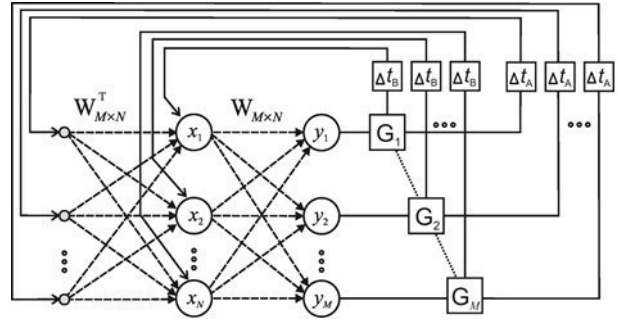 Δt_B Δt_B Δt_B Δt_A Δt_A Δt_A
W^T_{M×N} W_{M×N}
x_1 y_1 G_1
x_2 y_2 G_2
x_N y_M G_M